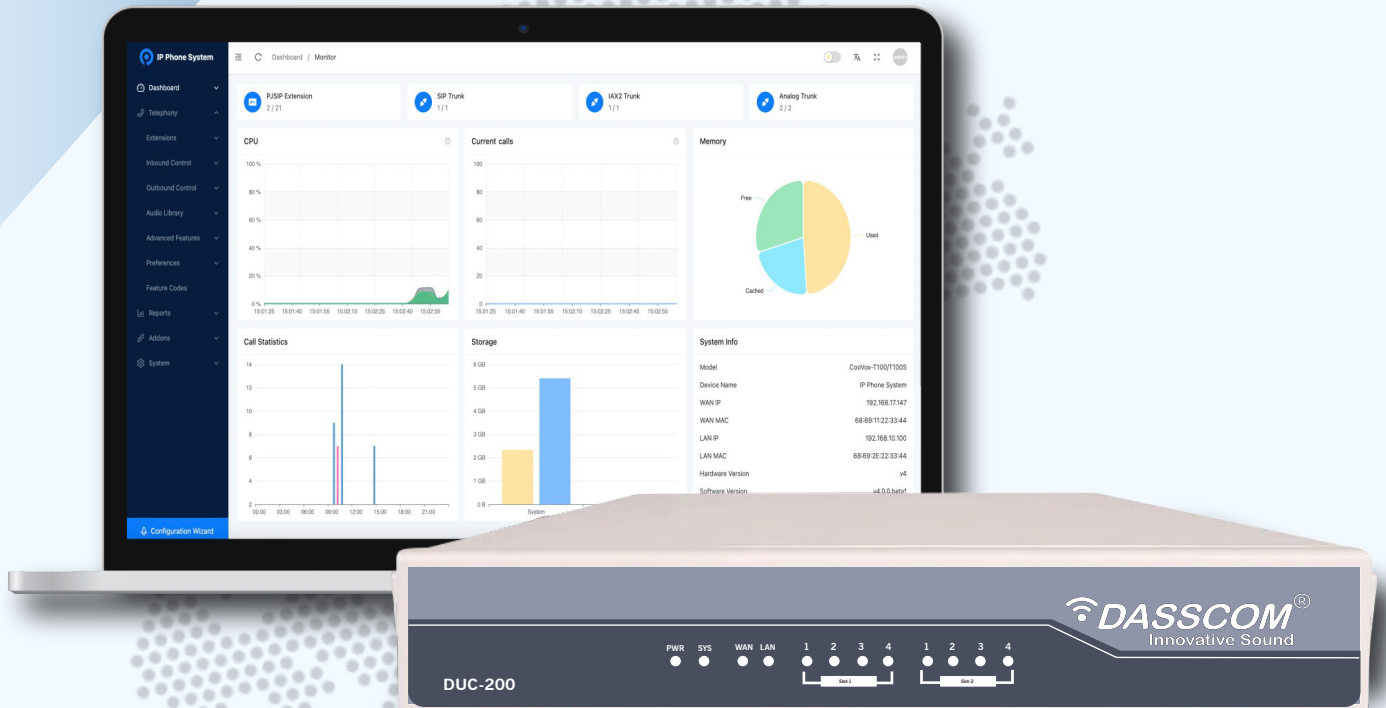 IP Phone System
Dashboard / Monitor
admin
Dashboard
Telephony
Extensions
Inbound Control
Outbound Control
Audio Library
Advanced Features
Preferences
Feature Codes
Reports
Addons
System
Configuration Wizard
PJSIP Extension
2 / 21
SIP Trunk
1 / 1
IAX2 Trunk
1 / 1
Analog Trunk
2 / 2
CPU
100 %
80 %
60 %
40 %
20 %
0 %
15:01:25 15:01:40 15:01:55 15:02:10 15:02:25 15:02:40 15:02:55
Current calls
100
80
60
40
20
0
15:01:25 15:01:40 15:01:55 15:02:10 15:02:25 15:02:40 15:02:55
Memory
Free
Used
Cached
Call Statistics
14
12
10
8
6
4
2
00:00 03:00 06:00 09:00 12:00 15:00 18:00 21:00
Storage
6 GB
5 GB
4 GB
3 GB
2 GB
1 GB
0 B
System
System Info
Model CooVox-T100/T100S
Device Name IP Phone System
WAN IP 192.168.17.147
WAN MAC 68:69:11:22:33:44
LAN IP 192.168.10.100
LAN MAC 68:69:2E:22:33:44
Hardware Version v4
Software Version v4.0.0.beta1
DASSCOM®
Innovative Sound
PWR SYS WAN LAN 1 2 3 4 1 2 3 4
Slot-1 Slot-2
DUC-200